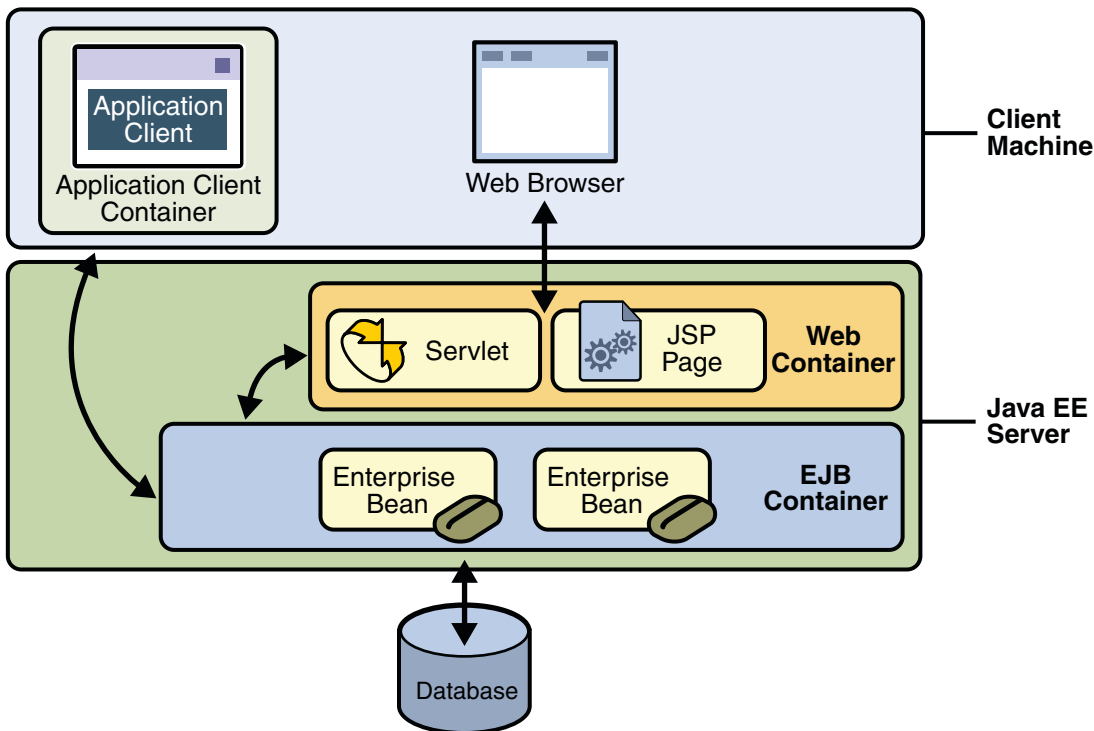 Application
Client
Application Client
Container
Web Browser
Client
Machine
Servlet
JSP
Page
Web
Container
Java EE
Server
Enterprise
Bean
Enterprise
Bean
EJB
Container
Database